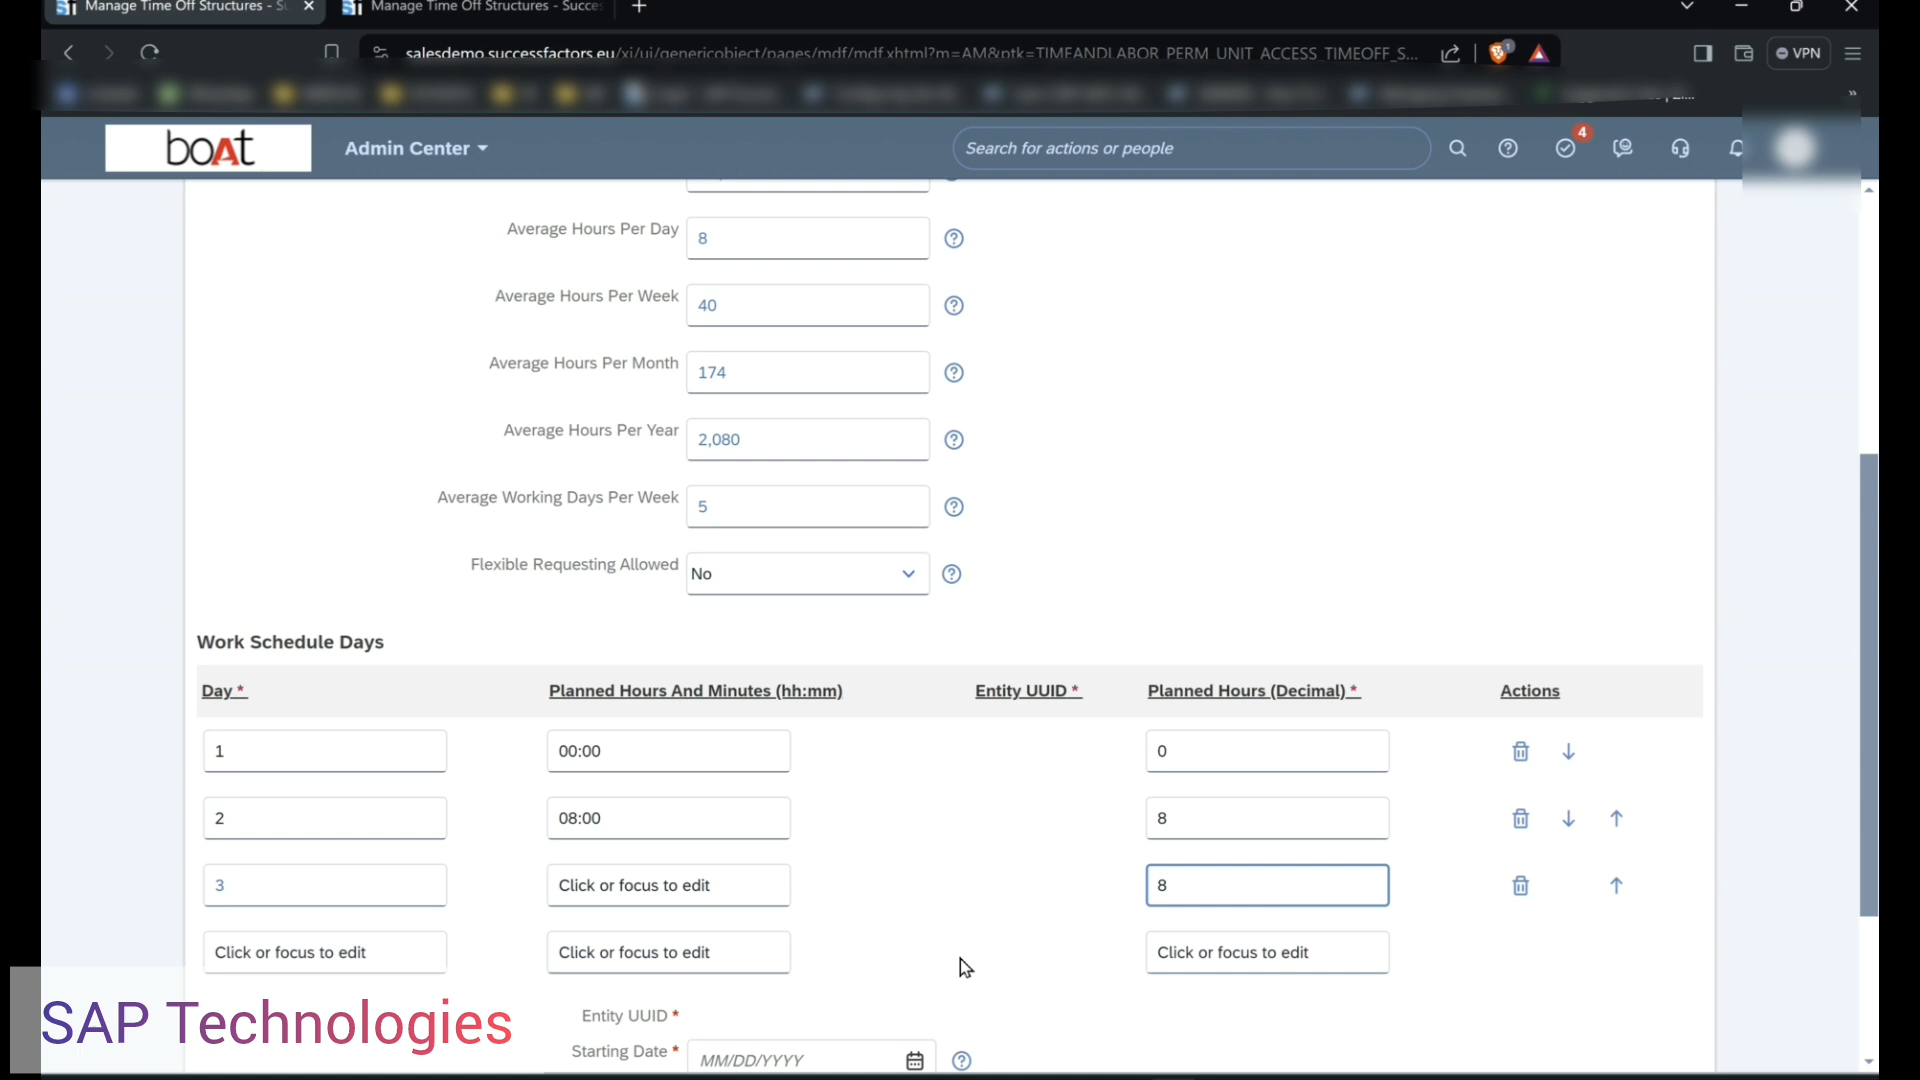 Manage Time Off Structures - S
Manage Time Off Structures - Succe
salesdemo.successfactors.eu/xi/ui/genericobject/pages/mdf/mdf.xhtml?m=AM&ptk=TIMEANDLABOR_PERM_UNIT_ACCESS_TIMEOFF_S...
1
VPN
boAt
Admin Center
Search for actions or people
4
Average Hours Per Day
8
Average Hours Per Week
40
Average Hours Per Month
174
Average Hours Per Year
2,080
Average Working Days Per Week
5
Flexible Requesting Allowed
No
Work Schedule Days
Day * Planned Hours And Minutes (hh:mm) Entity UUID * Planned Hours (Decimal) * Actions
1 00:00 0
2 08:00 8
3 Click or focus to edit 8
Click or focus to edit Click or focus to edit Click or focus to edit
Entity UUID *
Starting Date * MM/DD/YYYY
SAP Technologies